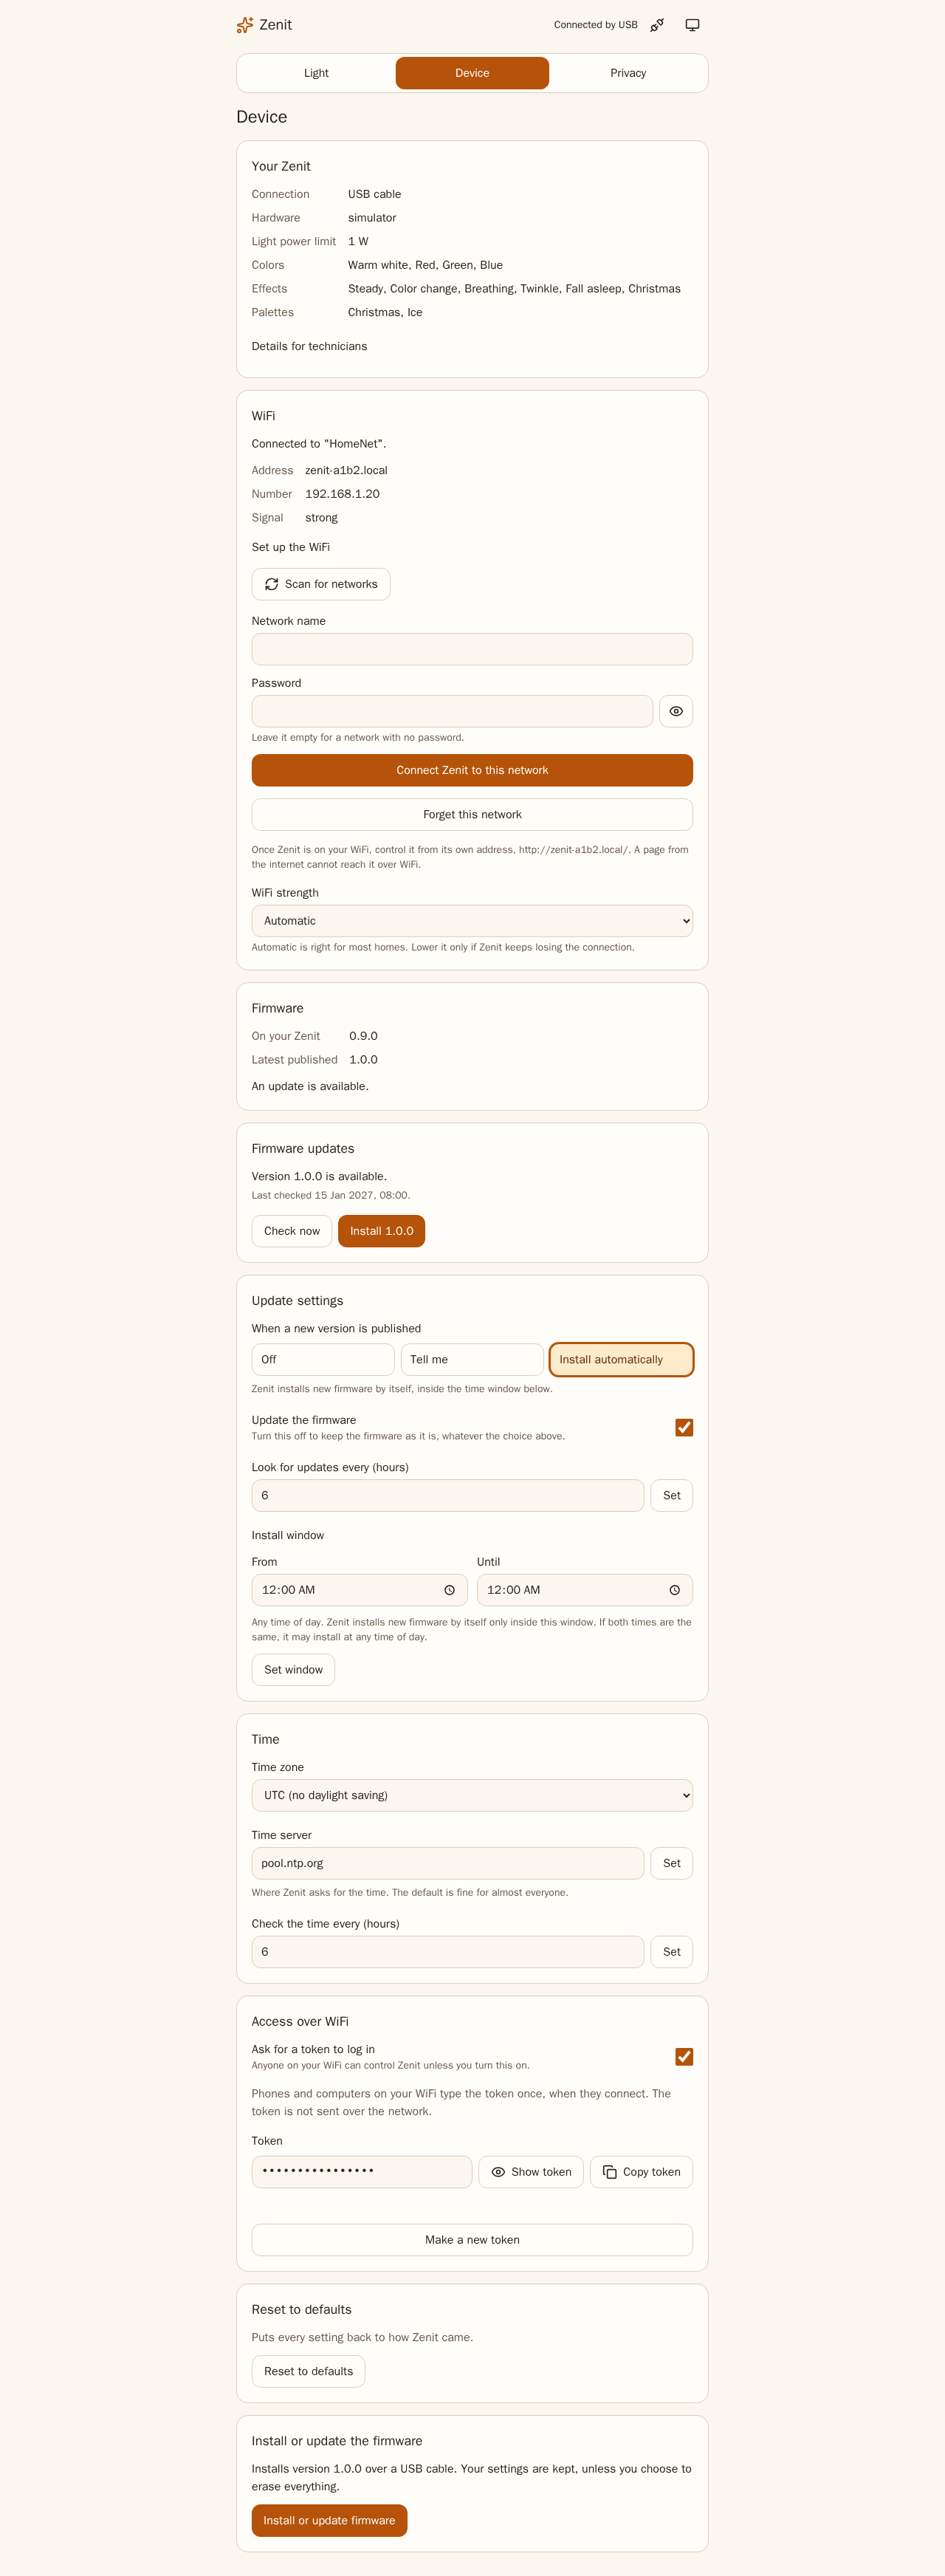 Zenit
Connected by USB
Light
Device
Privacy
Device
Your Zenit
Connection USB cable
Hardware simulator
Light power limit 1 W
Colors Warm white, Red, Green, Blue
Effects Steady, Color change, Breathing, Twinkle, Fall asleep, Christmas
Palettes Christmas, Ice
Details for technicians
WiFi
Connected to "HomeNet".
Address zenit-a1b2.local
Number 192.168.1.20
Signal strong
Set up the WiFi
Scan for networks
Network name
Password
Leave it empty for a network with no password.
Connect Zenit to this network
Forget this network
Once Zenit is on your WiFi, control it from its own address, http://zenit-a1b2.local/. A page from
the internet cannot reach it over WiFi.
WiFi strength
Automatic
Automatic is right for most homes. Lower it only if Zenit keeps losing the connection.
Firmware
On your Zenit 0.9.0
Latest published 1.0.0
An update is available.
Firmware updates
Version 1.0.0 is available.
Last checked 15 Jan 2027, 08:00.
Check now
Install 1.0.0
Update settings
When a new version is published
Off
Tell me
Install automatically
Zenit installs new firmware by itself, inside the time window below.
Update the firmware
Turn this off to keep the firmware as it is, whatever the choice above.
Look for updates every (hours)
6
Set
Install window
From
Until
12:00 AM
12:00 AM
Any time of day. Zenit installs new firmware by itself only inside this window. If both times are the
same, it may install at any time of day.
Set window
Time
Time zone
UTC (no daylight saving)
Time server
pool.ntp.org
Set
Where Zenit asks for the time. The default is fine for almost everyone.
Check the time every (hours)
6
Set
Access over WiFi
Ask for a token to log in
Anyone on your WiFi can control Zenit unless you turn this on.
Phones and computers on your WiFi type the token once, when they connect. The
token is not sent over the network.
Token
••••••••••••••••
Show token
Copy token
Make a new token
Reset to defaults
Puts every setting back to how Zenit came.
Reset to defaults
Install or update the firmware
Installs version 1.0.0 over a USB cable. Your settings are kept, unless you choose to
erase everything.
Install or update firmware